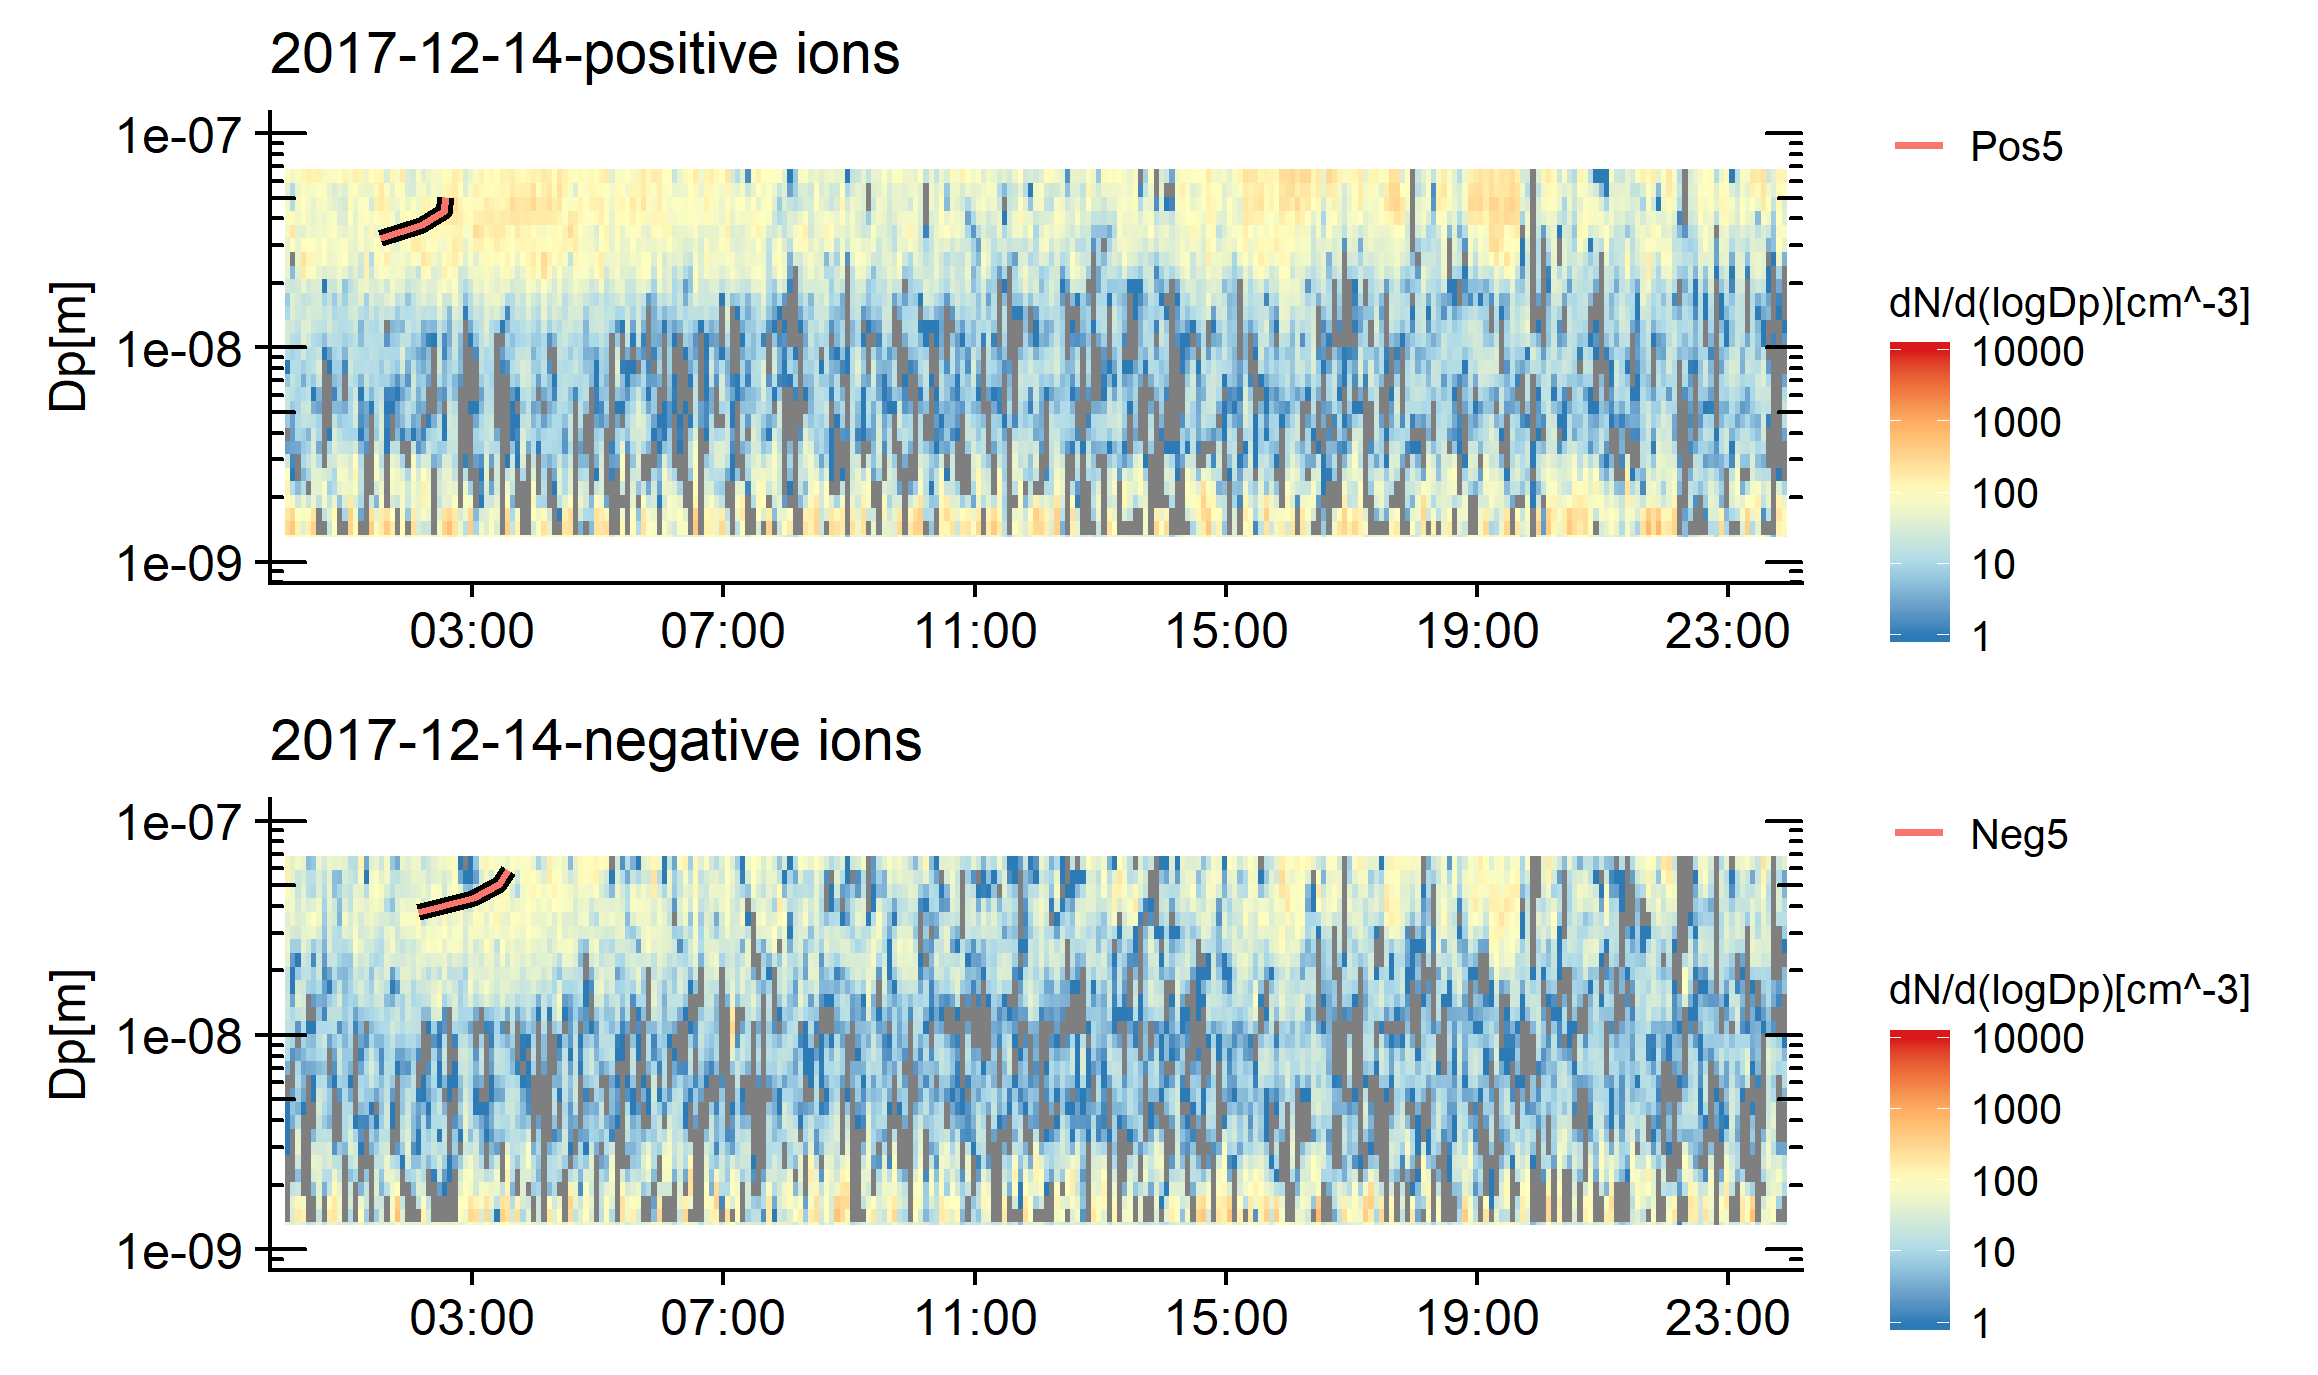 2017-12-14-positive ions
1e-07
1e-08
1e-09
Dp[m]
03:00 07:00 11:00 15:00 19:00 23:00
Pos5
dN/d(logDp)[cm^-3]
10000
1000
100
10
1
2017-12-14-negative ions
1e-07
1e-08
1e-09
Dp[m]
03:00 07:00 11:00 15:00 19:00 23:00
Neg5
dN/d(logDp)[cm^-3]
10000
1000
100
10
1